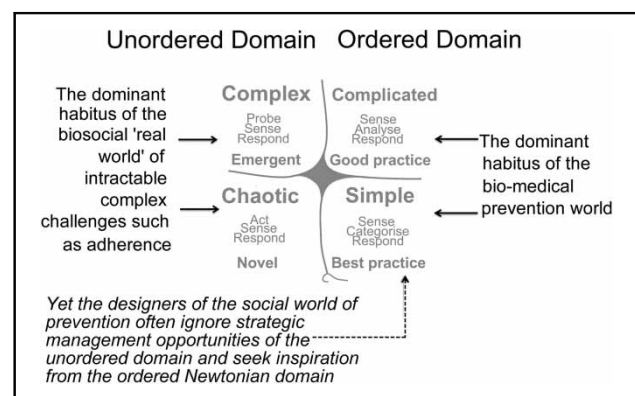 Unordered Domain
Ordered Domain
The dominant
habitus of the
biosocial 'real
world' of
intractable
complex
challenges such
as adherence
Complex
Probe
Sense
Respond
Emergent
Complicated
Sense
Analyse
Respond
Good practice
Chaotic
Act
Sense
Respond
Novel
Simple
Sense
Categorise
Respond
Best practice
The dominant
habitus of the
bio-medical
prevention world
Yet the designers of the social world of
prevention often ignore strategic
management opportunities of the
unordered domain and seek inspiration
from the ordered Newtonian domain